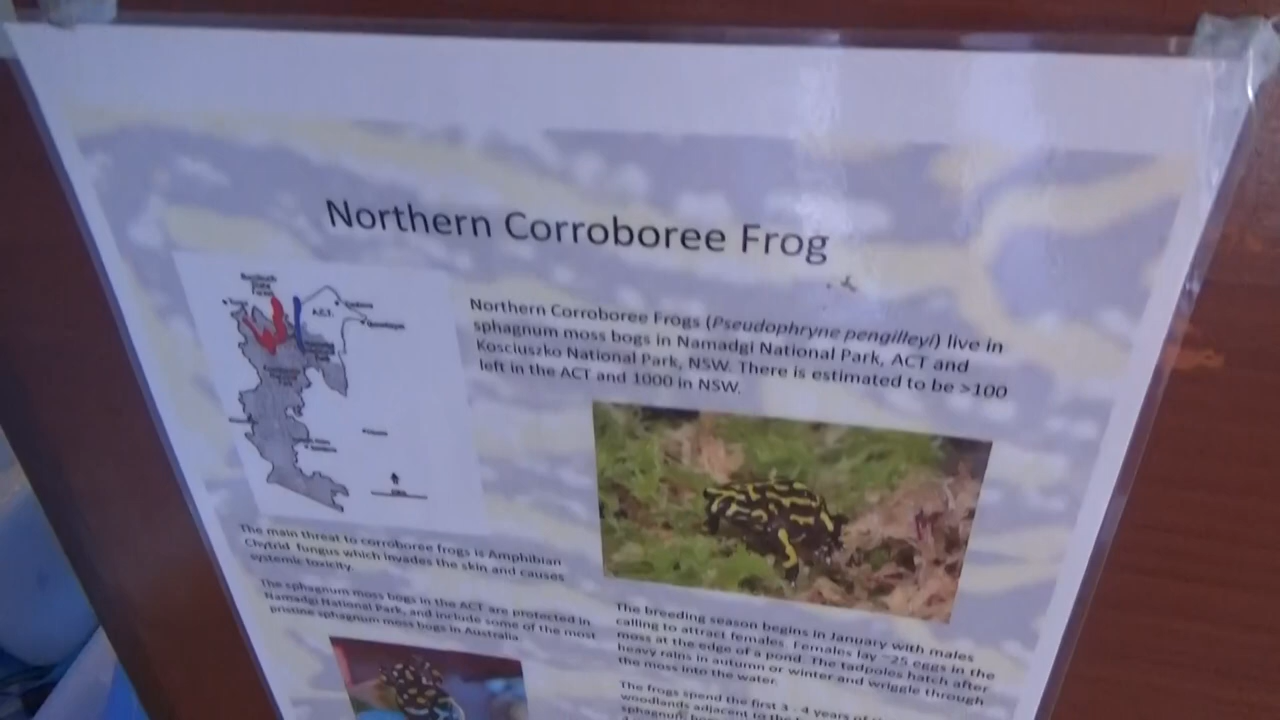 Northern Corroboree Frog
A.C.T.
Northern Corroboree Frogs (Pseudophryne pengilleyi) live in
sphagnum moss bogs in Namadgi National Park, ACT and
Kosciuszko National Park, NSW. There is estimated to be >100
left in the ACT and 1000 in NSW.
The main threat to corroboree frogs is Amphibian
Chytrid fungus which invades the skin and causes
systemic toxicity.
The sphagnum moss bogs in the ACT are protected in
Namadgi National Park, and include some of the most
pristine sphagnum moss bogs in Australia
The breeding season begins in January with males
calling to attract females. Females lay ~25 eggs in the
moss at the edge of a pond. The tadpoles hatch after
heavy rains in autumn or winter and wriggle through
the moss into the water.
The frogs spend the first 3 - 4 years of
woodlands adjacent to the
sphagnum